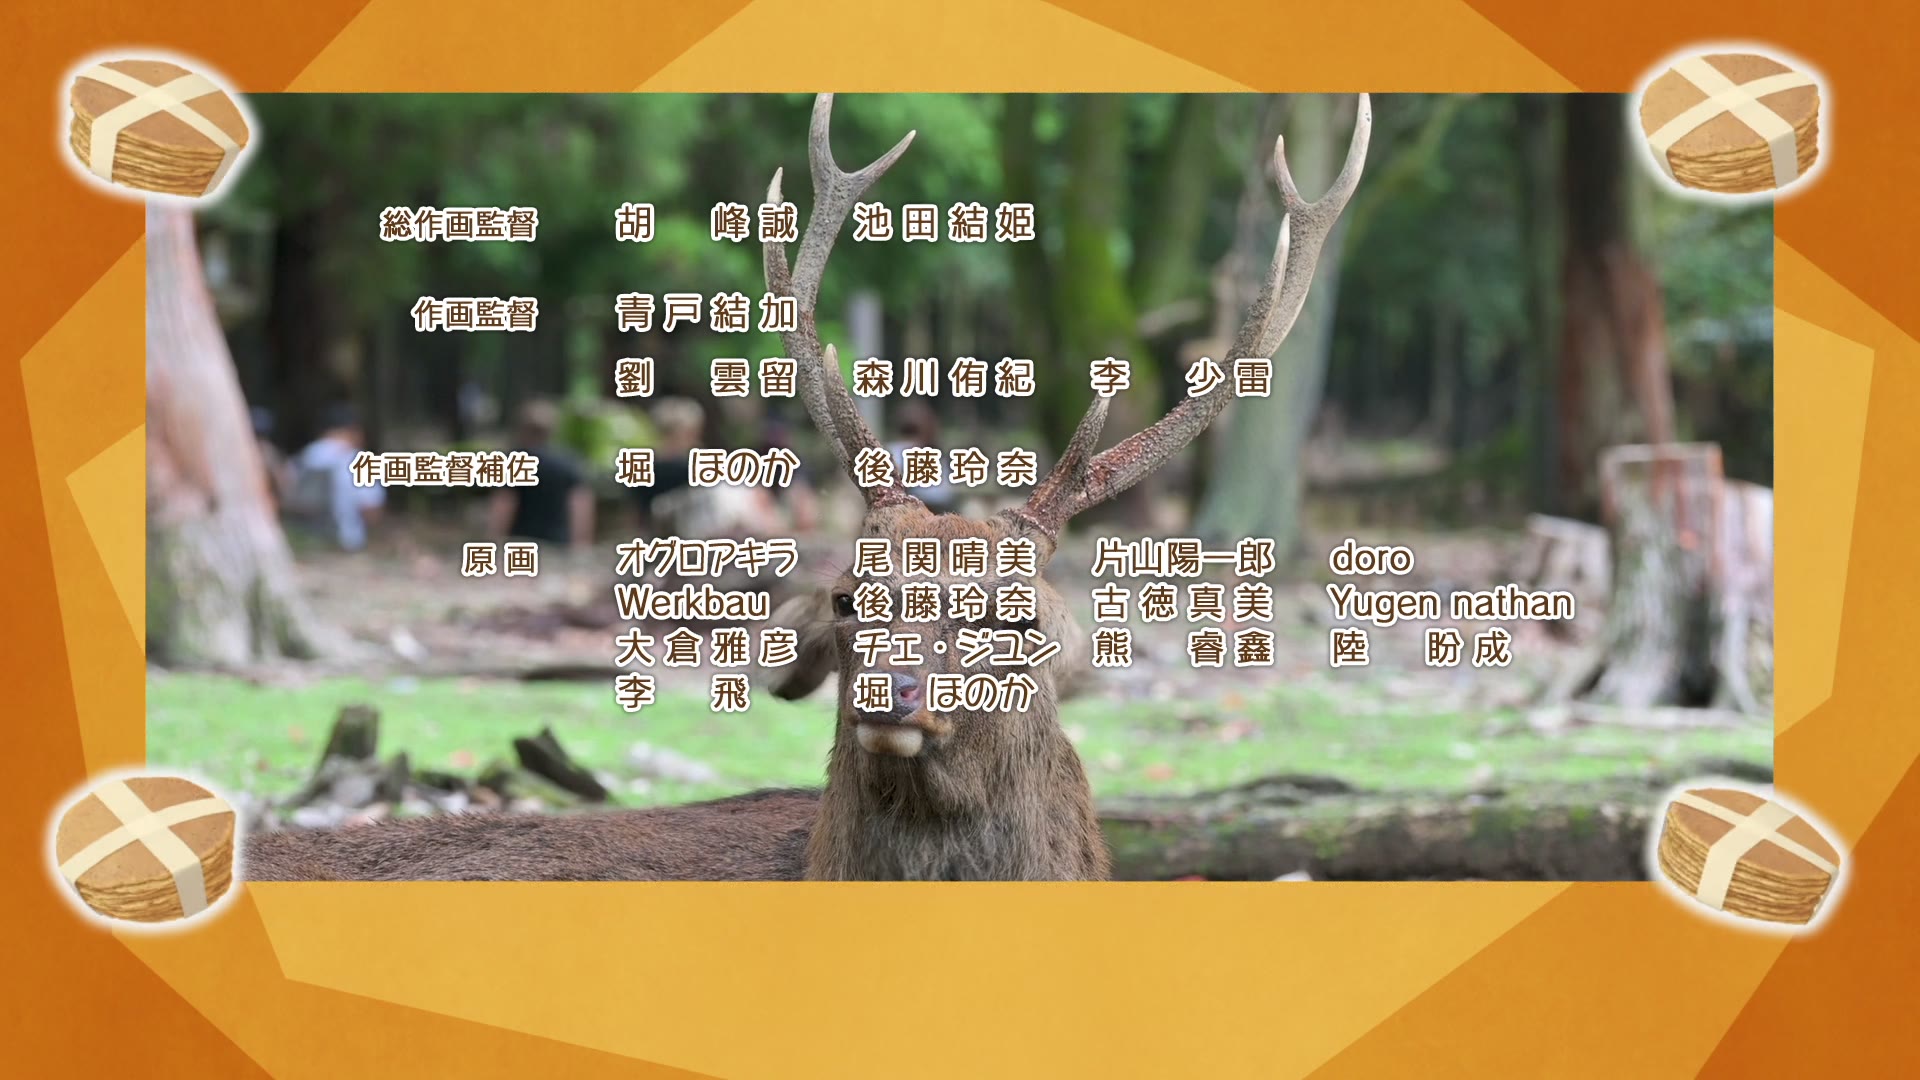 総作画監督 胡 峰誠 池田結姫
作画監督 青戸結加
劉 雲留 森川侑紀 李 少雷
作画監督補佐 堀 ほのか 後藤玲奈
原画 オグロアキラ 尾関晴美 片山陽一郎 doro
Werkbau 後藤玲奈 古徳真美 Yugen nathan
大倉雅彦 チェ・ジユン 熊 睿鑫 陸 盼成
李 飛 堀 ほのか